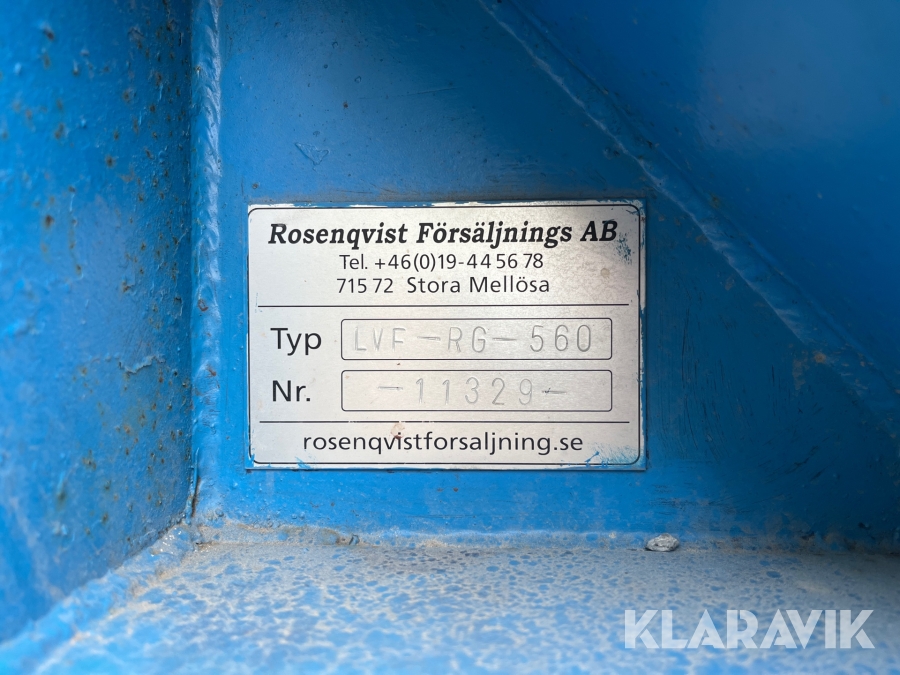 Rosenqvist Försäljnings AB
Tel. +46(0)19-44 56 78
715 72 Stora Mellösa
Typ LVF-RG-560
Nr. -11329-
rosenqvistforsaljning.se
KLARAVIK